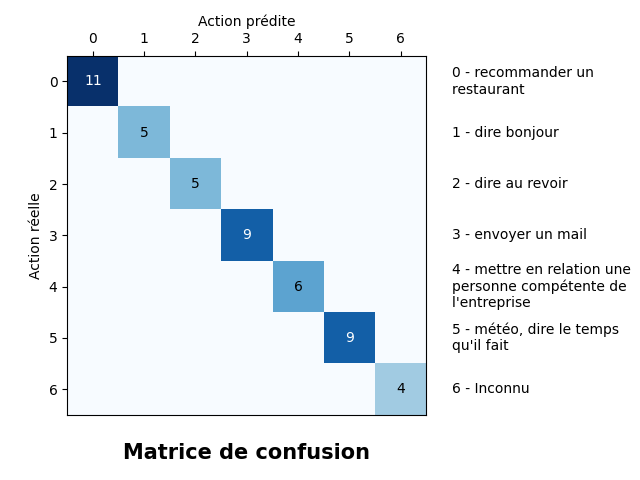 Action prédite
0 1 2 3 4 5 6
Action réelle
0 11
1 5
2 5
3 9
4 6
5 9
6 4
0 - recommander un
restaurant
1 - dire bonjour
2 - dire au revoir
3 - envoyer un mail
4 - mettre en relation une
personne compétente de
l'entreprise
5 - météo, dire le temps
qu'il fait
6 - Inconnu
Matrice de confusion